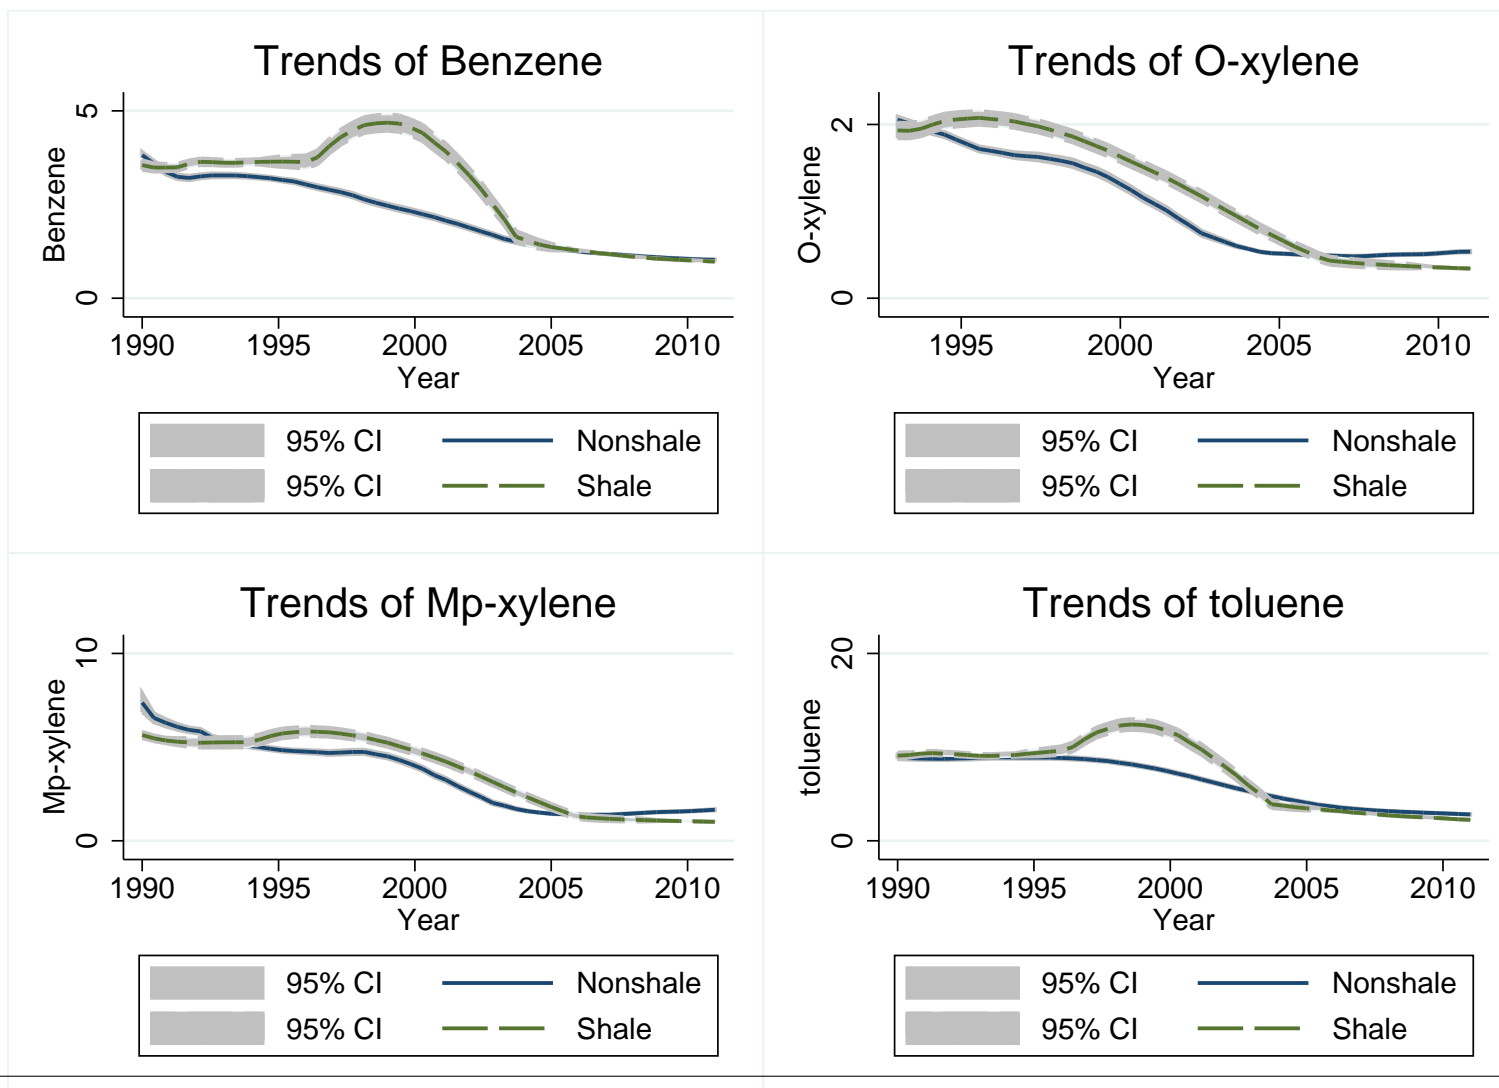 Trends of Benzene
Benzene
5
0
1990 1995 2000 2005 2010
Year
95% CI Nonshale
95% CI Shale
Trends of O-xylene
O-xylene
2
0
1995 2000 2005 2010
Year
95% CI Nonshale
95% CI Shale
Trends of Mp-xylene
Mp-xylene
10
0
1990 1995 2000 2005 2010
Year
95% CI Nonshale
95% CI Shale
Trends of toluene
toluene
20
0
1990 1995 2000 2005 2010
Year
95% CI Nonshale
95% CI Shale